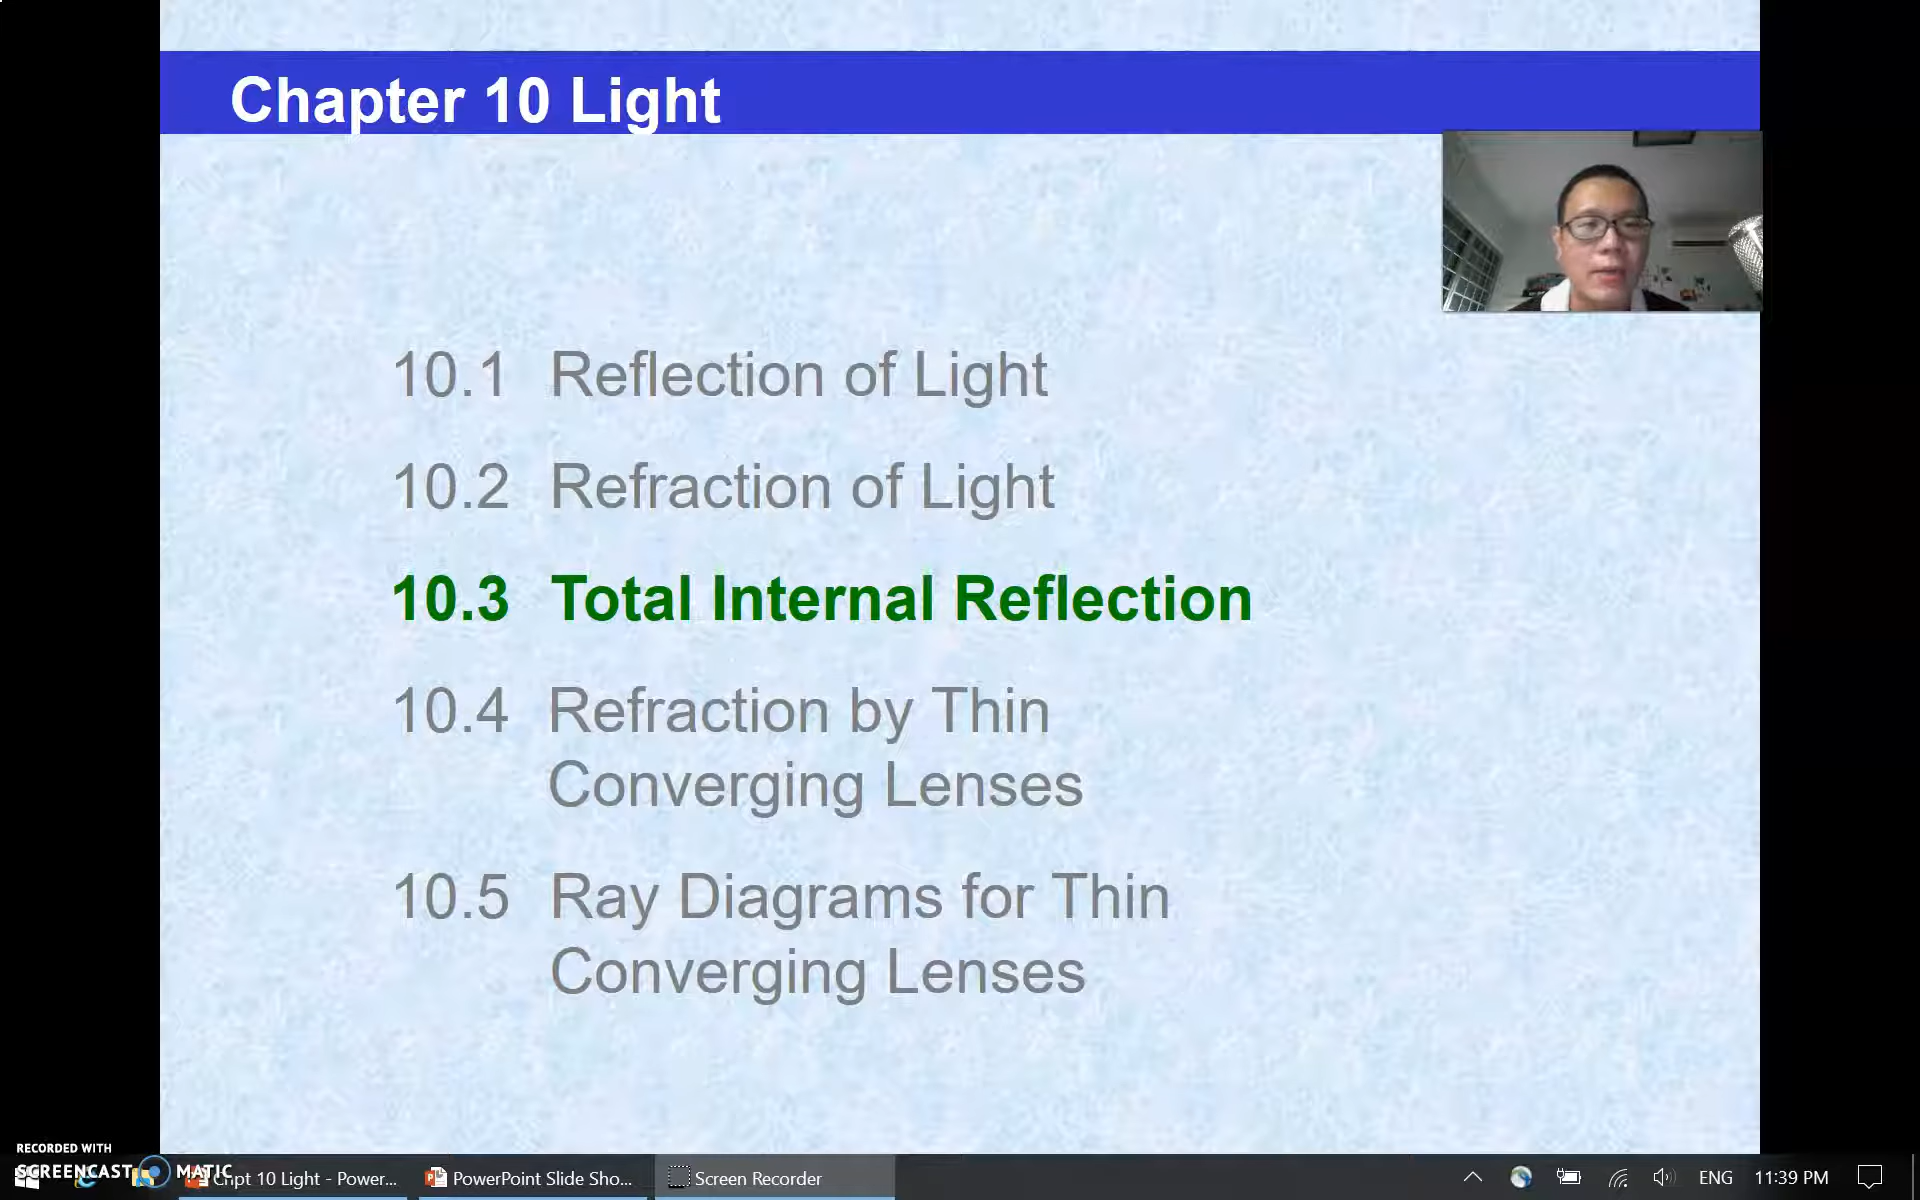 Chapter 10 Light
10.1 Reflection of Light
10.2 Refraction of Light
10.3 Total Internal Reflection
10.4 Refraction by Thin
Converging Lenses
10.5 Ray Diagrams for Thin
Converging Lenses
RECORDED WITH
SCREENCAST MATIC
Chpt 10 Light - Power... PowerPoint Slide Sho... Screen Recorder ENG 11:39 PM